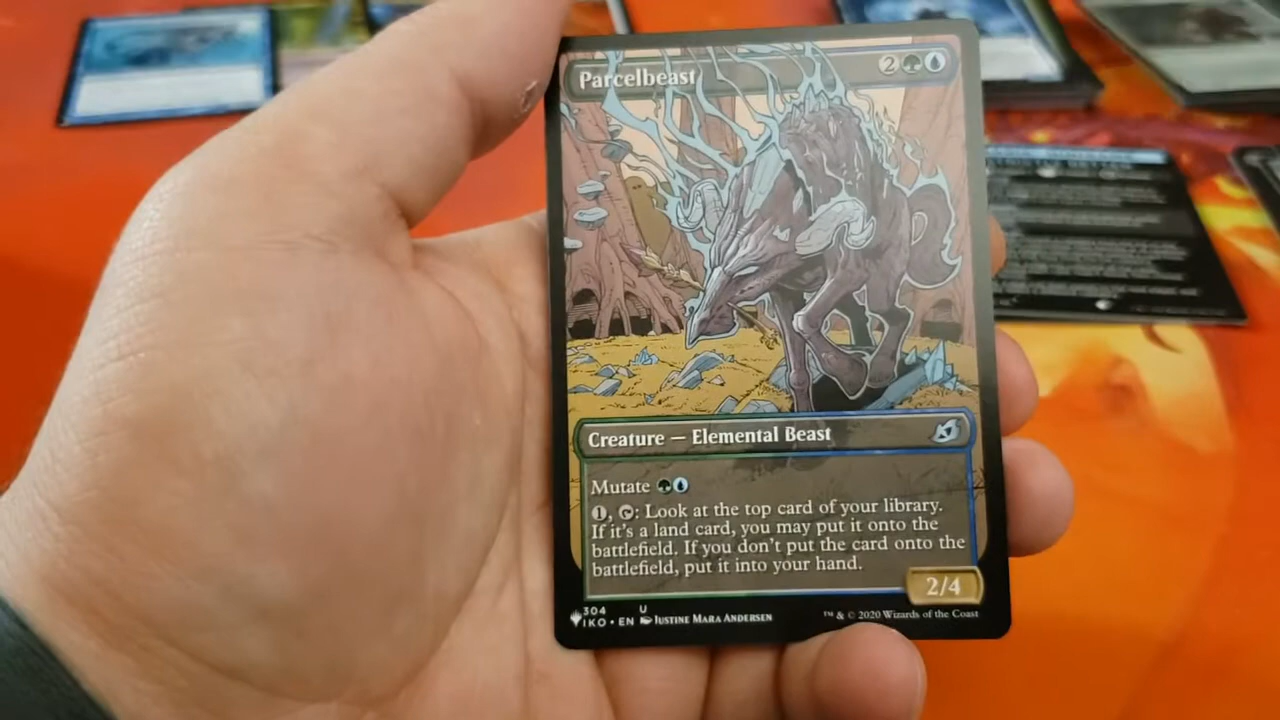 Parcelbeast 2
Creature — Elemental Beast
Mutate
1, : Look at the top card of your library.
If it's a land card, you may put it onto the
battlefield. If you don't put the card onto the
battlefield, put it into your hand.
2/4
304 U
IKO • EN Justine Mara Andersen
™ & © 2020 Wizards of the Coast